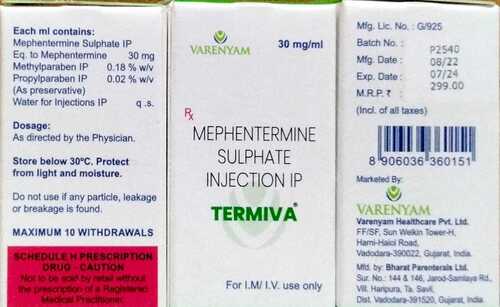 Each ml contains:
Mephentermine Sulphate IP
Eq. to Mephentermine 30 mg
Methylparaben IP 0.18 % w/v
Propylparaben IP 0.02 % w/v
(As preservative)
Water for Injections IP q .s.
Dosage:
As directed by the Physician.
Store below 30ºC. Protect
from light and moisture.
Do not use if any particle, leakage
or breakage is found.
MAXIMUM 10 WITHDRAWALS
SCHEDULE H PRESCRIPTION
DRUG - CAUTION
Not to be sold by retail without
the prescription of a Registered
Medical Practitioner.
VARENYAM
30 mg/ml
Rx
MEPHENTERMINE
SULPHATE
INJECTION IP
TERMIVA®
For I.M/ I.V. use only
Mfg. Lic. No. : G/925
Batch No. : P2540
Mfg. Date : 08/22
Exp. Date : 07/24
M.R.P. ₹ : 299.00
(Incl. of all taxes)
8 906036 360151
Marketed By:
VARENYAM
Varenyam Healthcare Pvt. Ltd.
FF/SF, Sun Welkin Tower-H,
Harni-Haloi Road,
Vadodara-390022, Gujarat, India.
Mfd. by: Bharat Parenterals Ltd.
Sur. No.: 144 & 146, Jarod-Samlaya Rd.,
Vill. Haripura, Ta. Savli,
Dist. Vadodara-391520, Gujarat, India.